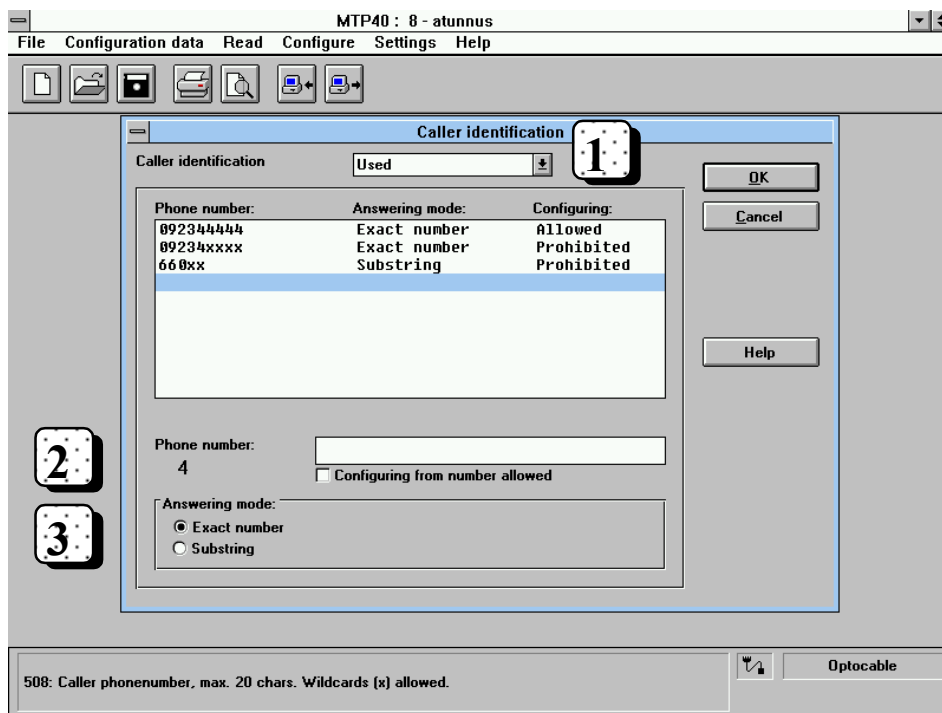 MTP40 : 8 - atunnus
File Configuration data Read Configure Settings Help
Caller identification
1
Caller identification Used
OK
Phone number: Answering mode: Configuring:
Cancel
092344444 Exact number Allowed
09234xxxx Exact number Prohibited
660xx Substring Prohibited
Help
2
Phone number:
4
Configuring from number allowed
3
Answering mode:
Exact number
Substring
508: Caller phonenumber, max. 20 chars. Wildcards (x) allowed.
Optocable